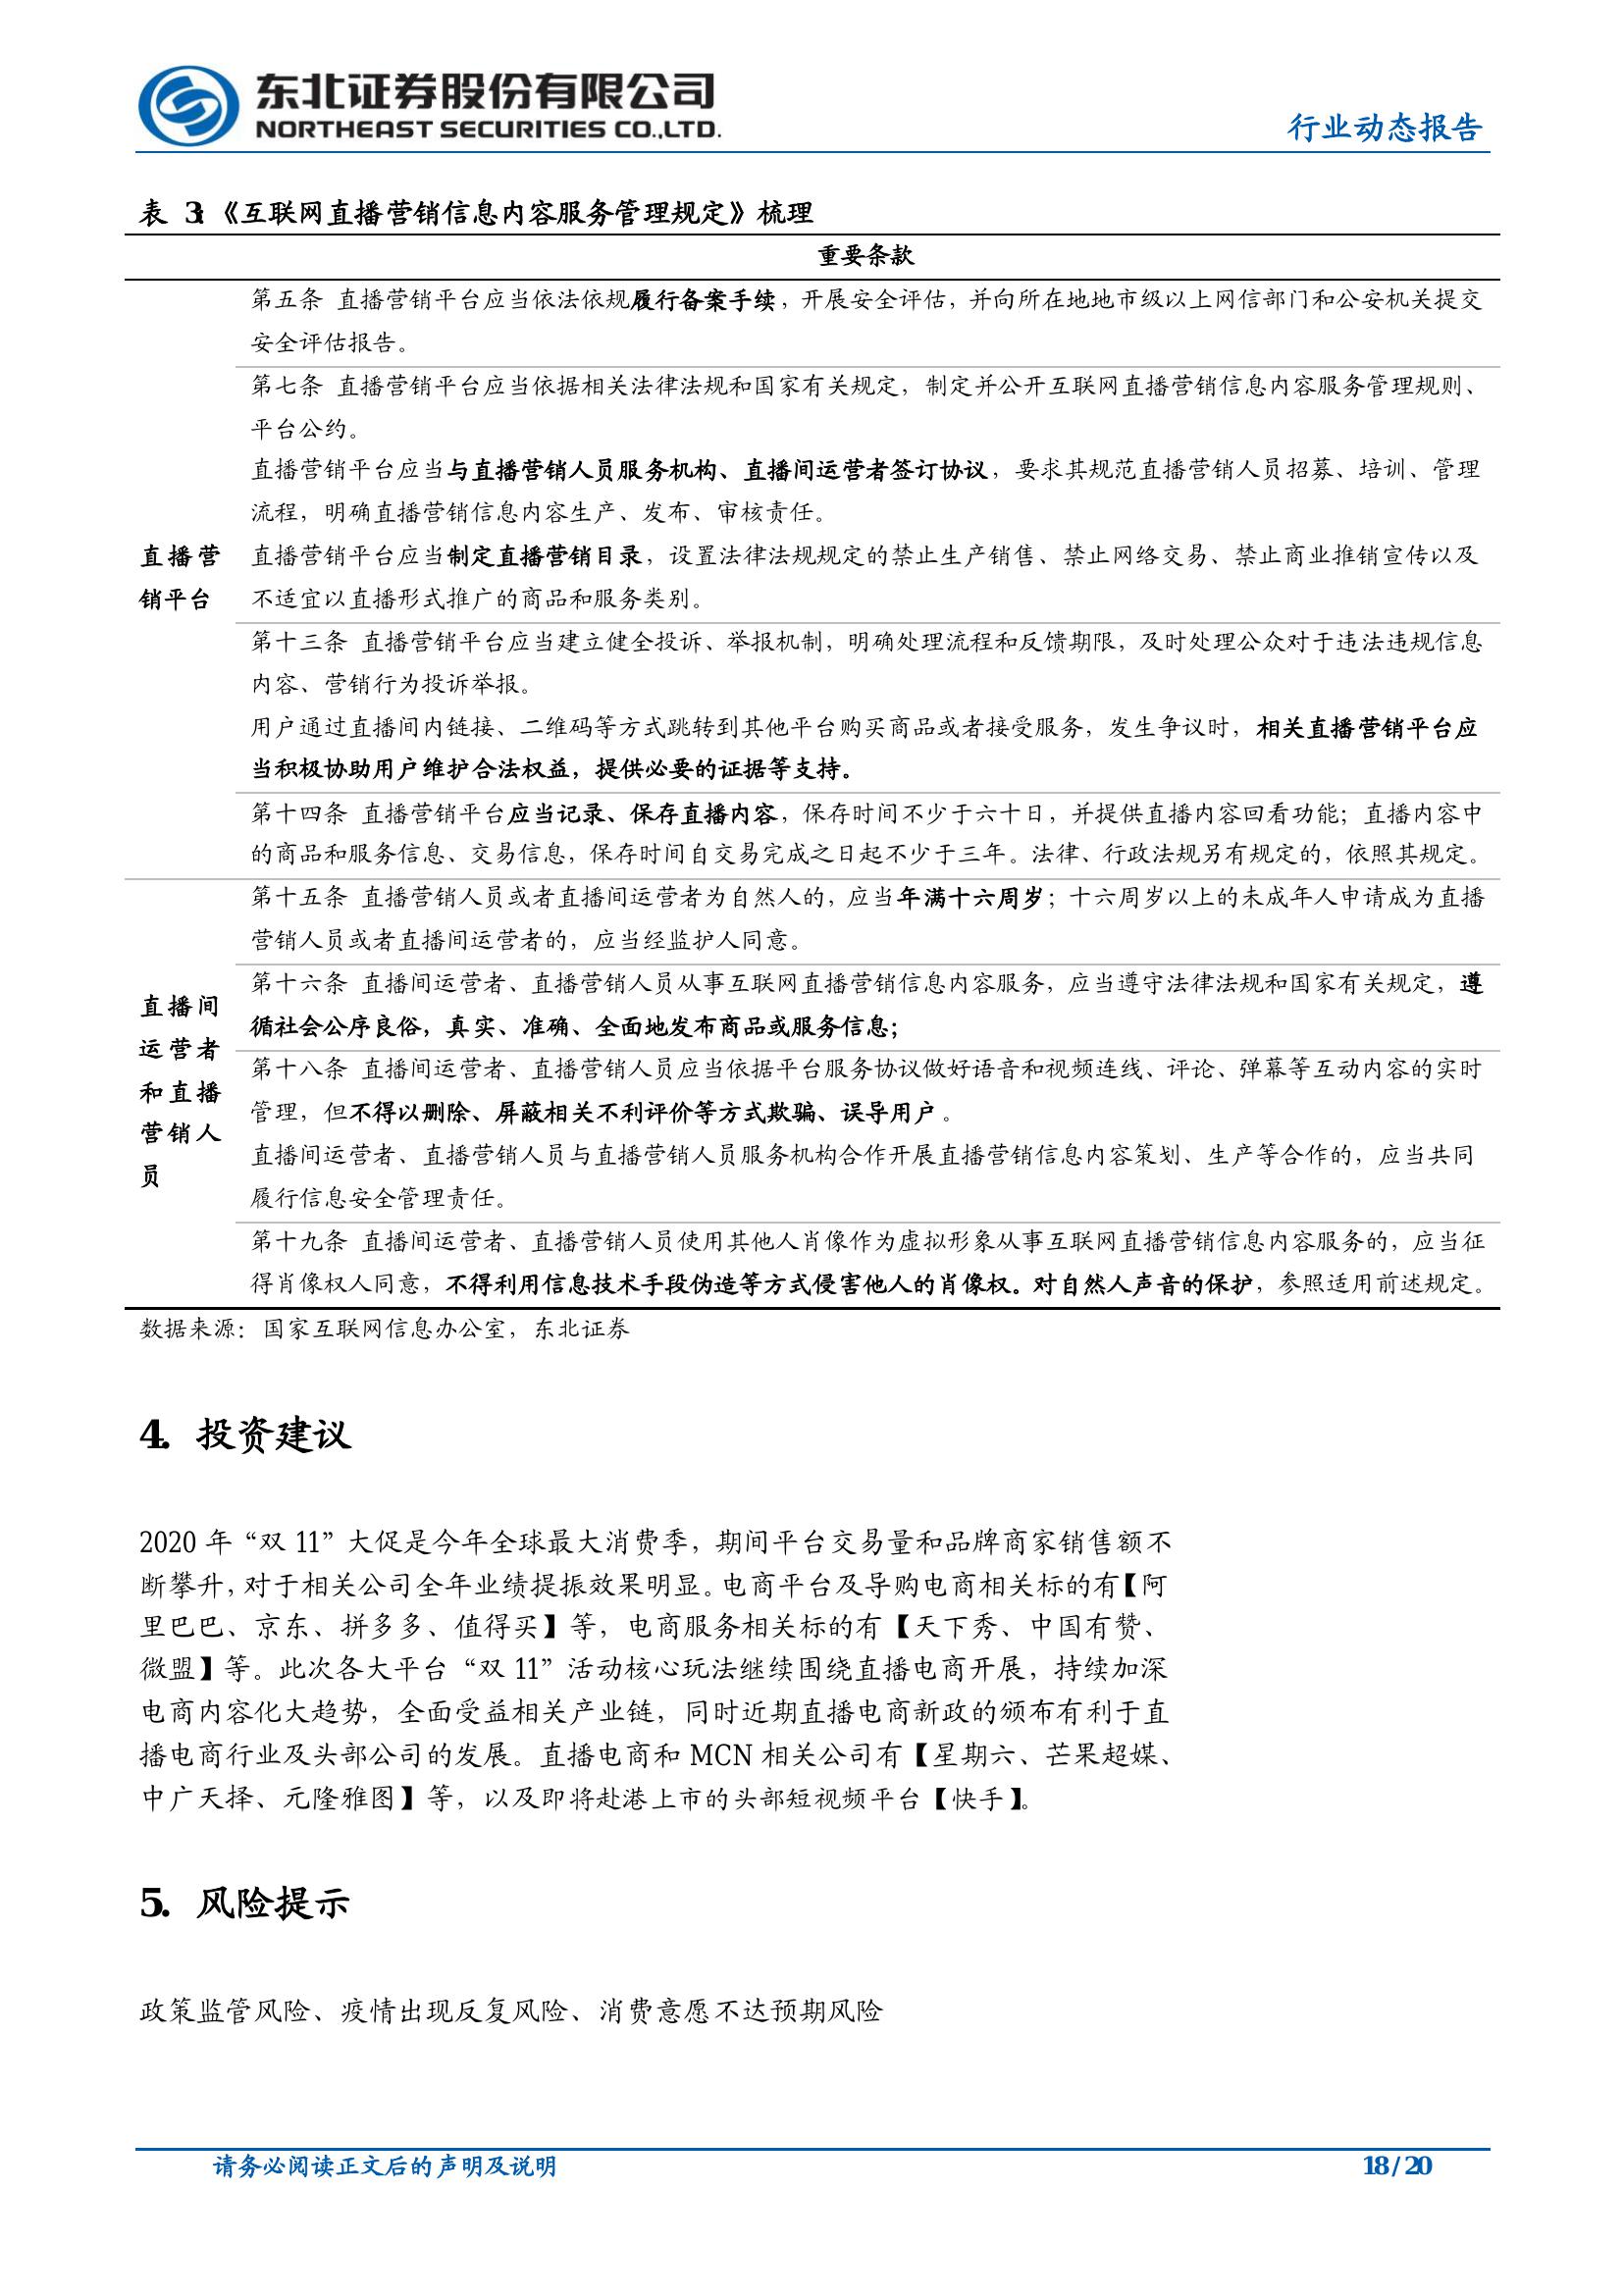 东北证券股份有限公司
NORTHEAST SECURITIES CO.,LTD.
行业动态报告
表 3：《互联网直播营销信息内容服务管理规定》梳理
重要条款
第五条 直播营销平台应当依法依规履行备案手续，开展安全评估，并向所在地地市级以上网信部门和公安机关提交
安全评估报告。
第七条 直播营销平台应当依据相关法律法规和国家有关规定，制定并公开互联网直播营销信息内容服务管理规则、
平台公约。
直播营销平台应当与直播营销人员服务机构、直播间运营者签订协议，要求其规范直播营销人员招募、培训、管理
流程，明确直播营销信息内容生产、发布、审核责任。
直播营
销平台
直播营销平台应当制定直播营销目录，设置法律法规规定的禁止生产销售、禁止网络交易、禁止商业推销宣传以及
不适宜以直播形式推广的商品和服务类别。
第十三条 直播营销平台应当建立健全投诉、举报机制，明确处理流程和反馈期限，及时处理公众对于违法违规信息
内容、营销行为投诉举报。
用户通过直播间内链接、二维码等方式跳转到其他平台购买商品或者接受服务，发生争议时，相关直播营销平台应
当积极协助用户维护合法权益，提供必要的证据等支持。
第十四条 直播营销平台应当记录、保存直播内容，保存时间不少于六十日，并提供直播内容回看功能；直播内容中
的商品和服务信息、交易信息，保存时间自交易完成之日起不少于三年。法律、行政法规另有规定的，依照其规定。
第十五条 直播营销人员或者直播间运营者为自然人的，应当年满十六周岁；十六周岁以上的未成年人申请成为直播
营销人员或者直播间运营者的，应当经监护人同意。
直播间
运营者
和直播
营销人
员
第十六条 直播间运营者、直播营销人员从事互联网直播营销信息内容服务，应当遵守法律法规和国家有关规定，遵
循社会公序良俗，真实、准确、全面地发布商品或服务信息；
第十八条 直播间运营者、直播营销人员应当依据平台服务协议做好语音和视频连线、评论、弹幕等互动内容的实时
管理，但不得以删除、屏蔽相关不利评价等方式欺骗、误导用户。
直播间运营者、直播营销人员与直播营销人员服务机构合作开展直播营销信息内容策划、生产等合作的，应当共同
履行信息安全管理责任。
第十九条 直播间运营者、直播营销人员使用其他人肖像作为虚拟形象从事互联网直播营销信息内容服务的，应当征
得肖像权人同意，不得利用信息技术手段伪造等方式侵害他人的肖像权。对自然人声音的保护，参照适用前述规定。
数据来源：国家互联网信息办公室，东北证券
4. 投资建议
2020 年“双 11”大促是今年全球最大消费季，期间平台交易量和品牌商家销售额不
断攀升，对于相关公司全年业绩提振效果明显。电商平台及导购电商相关标的有【阿
里巴巴、京东、拼多多、值得买】等，电商服务相关标的有【天下秀、中国有赞、
微盟】等。此次各大平台“双 11”活动核心玩法继续围绕直播电商开展，持续加深
电商内容化大趋势，全面受益相关产业链，同时近期直播电商新政的颁布有利于直
播电商行业及头部公司的发展。直播电商和 MCN 相关公司有【星期六、芒果超媒、
中广天择、元隆雅图】等，以及即将赴港上市的头部短视频平台【快手】。
5. 风险提示
政策监管风险、疫情出现反复风险、消费意愿不达预期风险
请务必阅读正文后的声明及说明
18 / 20